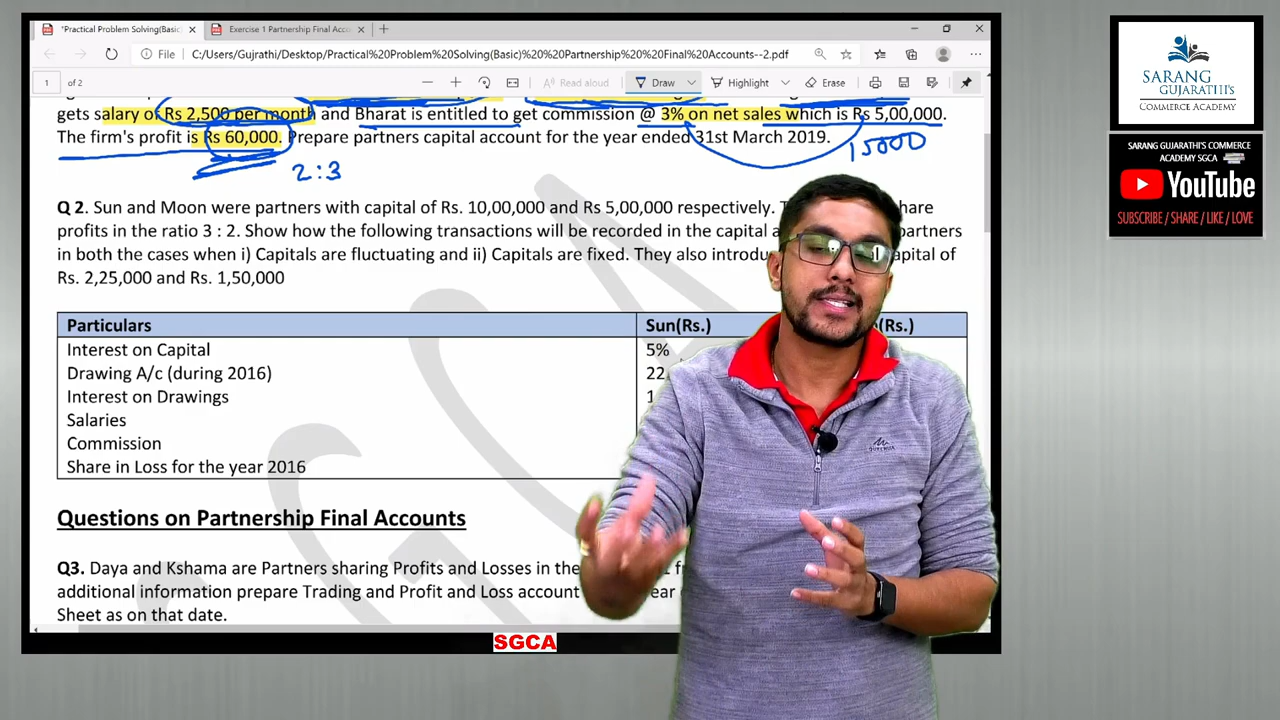 *Practical Problem Solving(Basic
Exercise 1 Partnership Final Acco
File C:/Users/Gujrathi/Desktop/Practical%20Problem%20Solving(Basic)%20%20Partnership%20%20Final%20Accounts--2.pdf
1 of 2 Read aloud Draw Highlight Erase
gets salary of Rs 2,500 per month and Bharat is entitled to get commission @ 3% on net sales which is Rs 5,00,000.
The firm's profit is Rs 60,000. Prepare partners capital account for the year ended 31st March 2019.
15000
2:3
Q 2. Sun and Moon were partners with capital of Rs. 10,00,000 and Rs 5,00,000 respectively. hare
profits in the ratio 3 : 2. Show how the following transactions will be recorded in the capital a partners
in both the cases when i) Capitals are fluctuating and ii) Capitals are fixed. They also introdu capital of
Rs. 2,25,000 and Rs. 1,50,000
Particulars Sun(Rs.) (Rs.)
Interest on Capital 5%
Drawing A/c (during 2016) 22
Interest on Drawings 1
Salaries
Commission
Share in Loss for the year 2016
Questions on Partnership Final Accounts
Q3. Daya and Kshama are Partners sharing Profits and Losses in the
additional information prepare Trading and Profit and Loss account
Sheet as on that date.
SGCA
SARANG
GUJARATHI'S
COMMERCE ACADEMY
SARANG GUJARATHI'S COMMERCE
ACADEMY SGCA
YouTube
SUBSCRIBE / SHARE / LIKE / LOVE